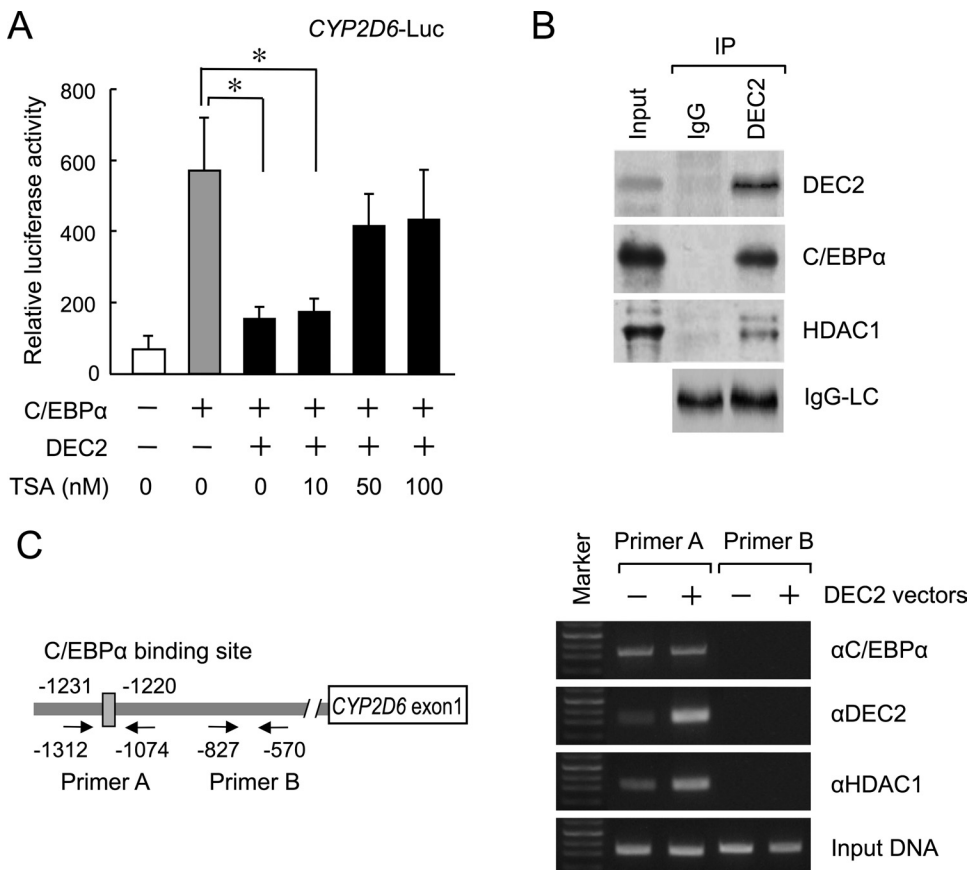 A
CYP2D6-Luc
Relative luciferase activity
800
600
400
200
0
*
*
C/EBPα − + + + + +
DEC2 − − + + + +
TSA (nM) 0 0 0 10 50 100
B
IP
Input IgG DEC2
DEC2
C/EBPα
HDAC1
IgG-LC
C
C/EBPα binding site
-1231 -1220
CYP2D6 exon1
-1312 -1074 -827 -570
Primer A Primer B
Marker
Primer A Primer B
− + − + DEC2 vectors
αC/EBPα
αDEC2
αHDAC1
Input DNA